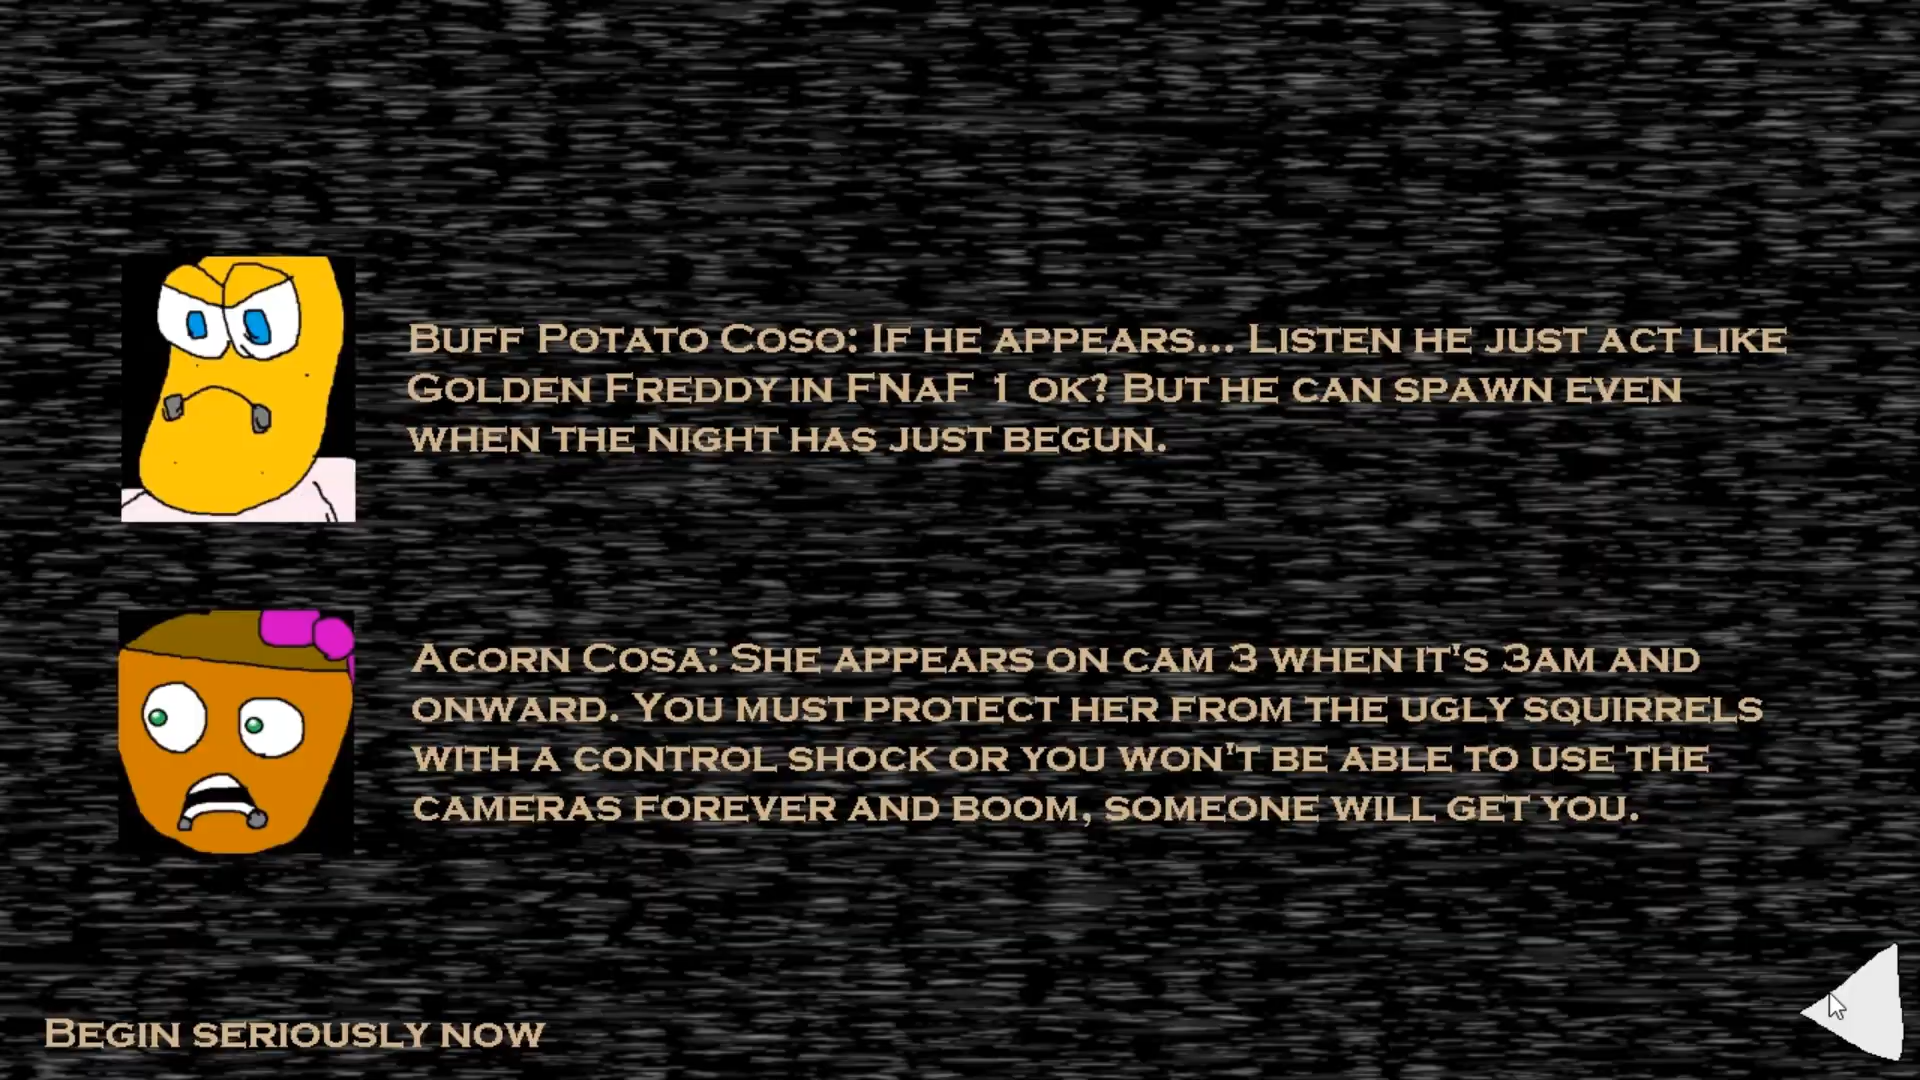 Buff Potato Coso: If he appears... Listen he just act like
Golden Freddy in FNaF 1 ok? But he can spawn even
when the night has just begun.
Acorn Cosa: She appears on cam 3 when it's 3am and
onward. You must protect her from the ugly squirrels
with a control shock or you won't be able to use the
cameras forever and boom, someone will get you.
Begin seriously now